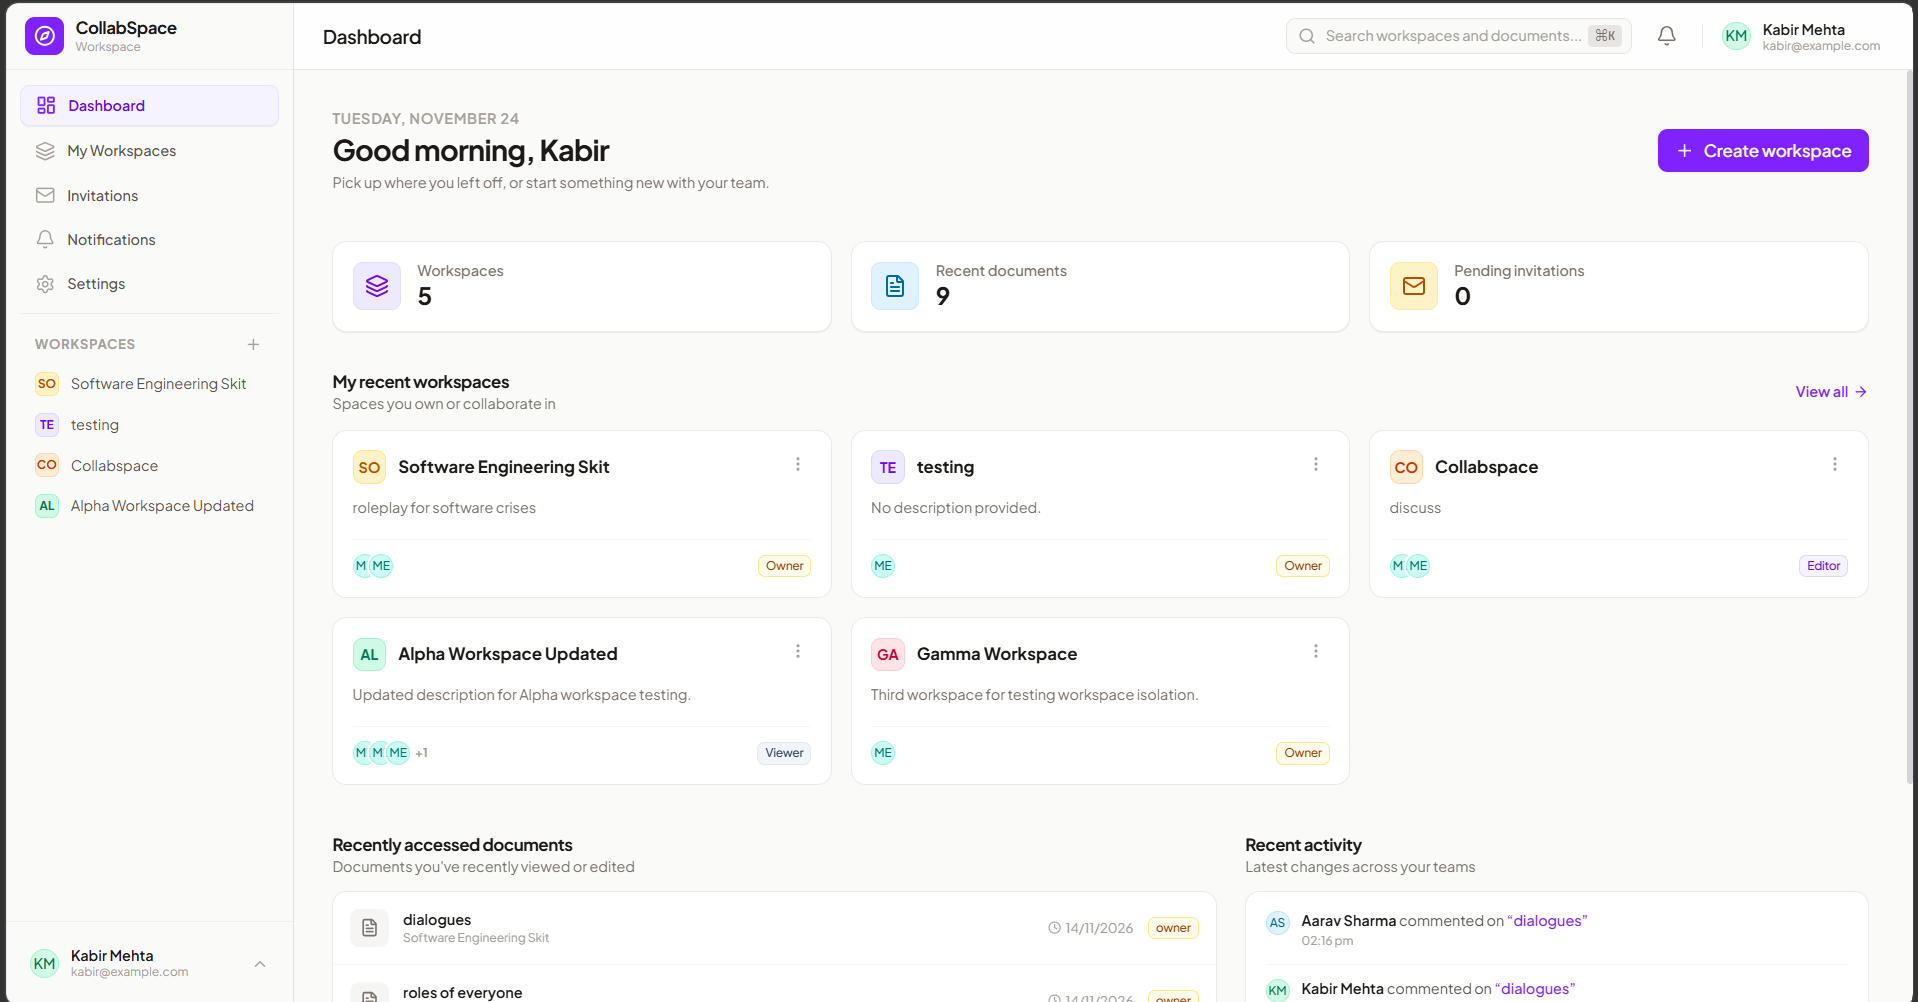 CollabSpace
Workspace
Dashboard
Search workspaces and documents... ⌘K
KM
Kabir Mehta
kabir@example.com
Dashboard
My Workspaces
Invitations
Notifications
Settings
WORKSPACES
SO Software Engineering Skit
TE testing
CO Collabspace
AL Alpha Workspace Updated
KM
Kabir Mehta
kabir@example.com
TUESDAY, NOVEMBER 24
Good morning, Kabir
Pick up where you left off, or start something new with your team.
+ Create workspace
Workspaces
5
Recent documents
9
Pending invitations
0
My recent workspaces
Spaces you own or collaborate in
View all →
SO Software Engineering Skit
roleplay for software crises
M ME Owner
TE testing
No description provided.
ME Owner
CO Collabspace
discuss
M ME Editor
AL Alpha Workspace Updated
Updated description for Alpha workspace testing.
M M ME +1 Viewer
GA Gamma Workspace
Third workspace for testing workspace isolation.
ME Owner
Recently accessed documents
Documents you've recently viewed or edited
dialogues
Software Engineering Skit
14/11/2026 owner
roles of everyone
14/11/2026 owner
Recent activity
Latest changes across your teams
AS Aarav Sharma commented on “dialogues”
02:16 pm
KM Kabir Mehta commented on “dialogues”